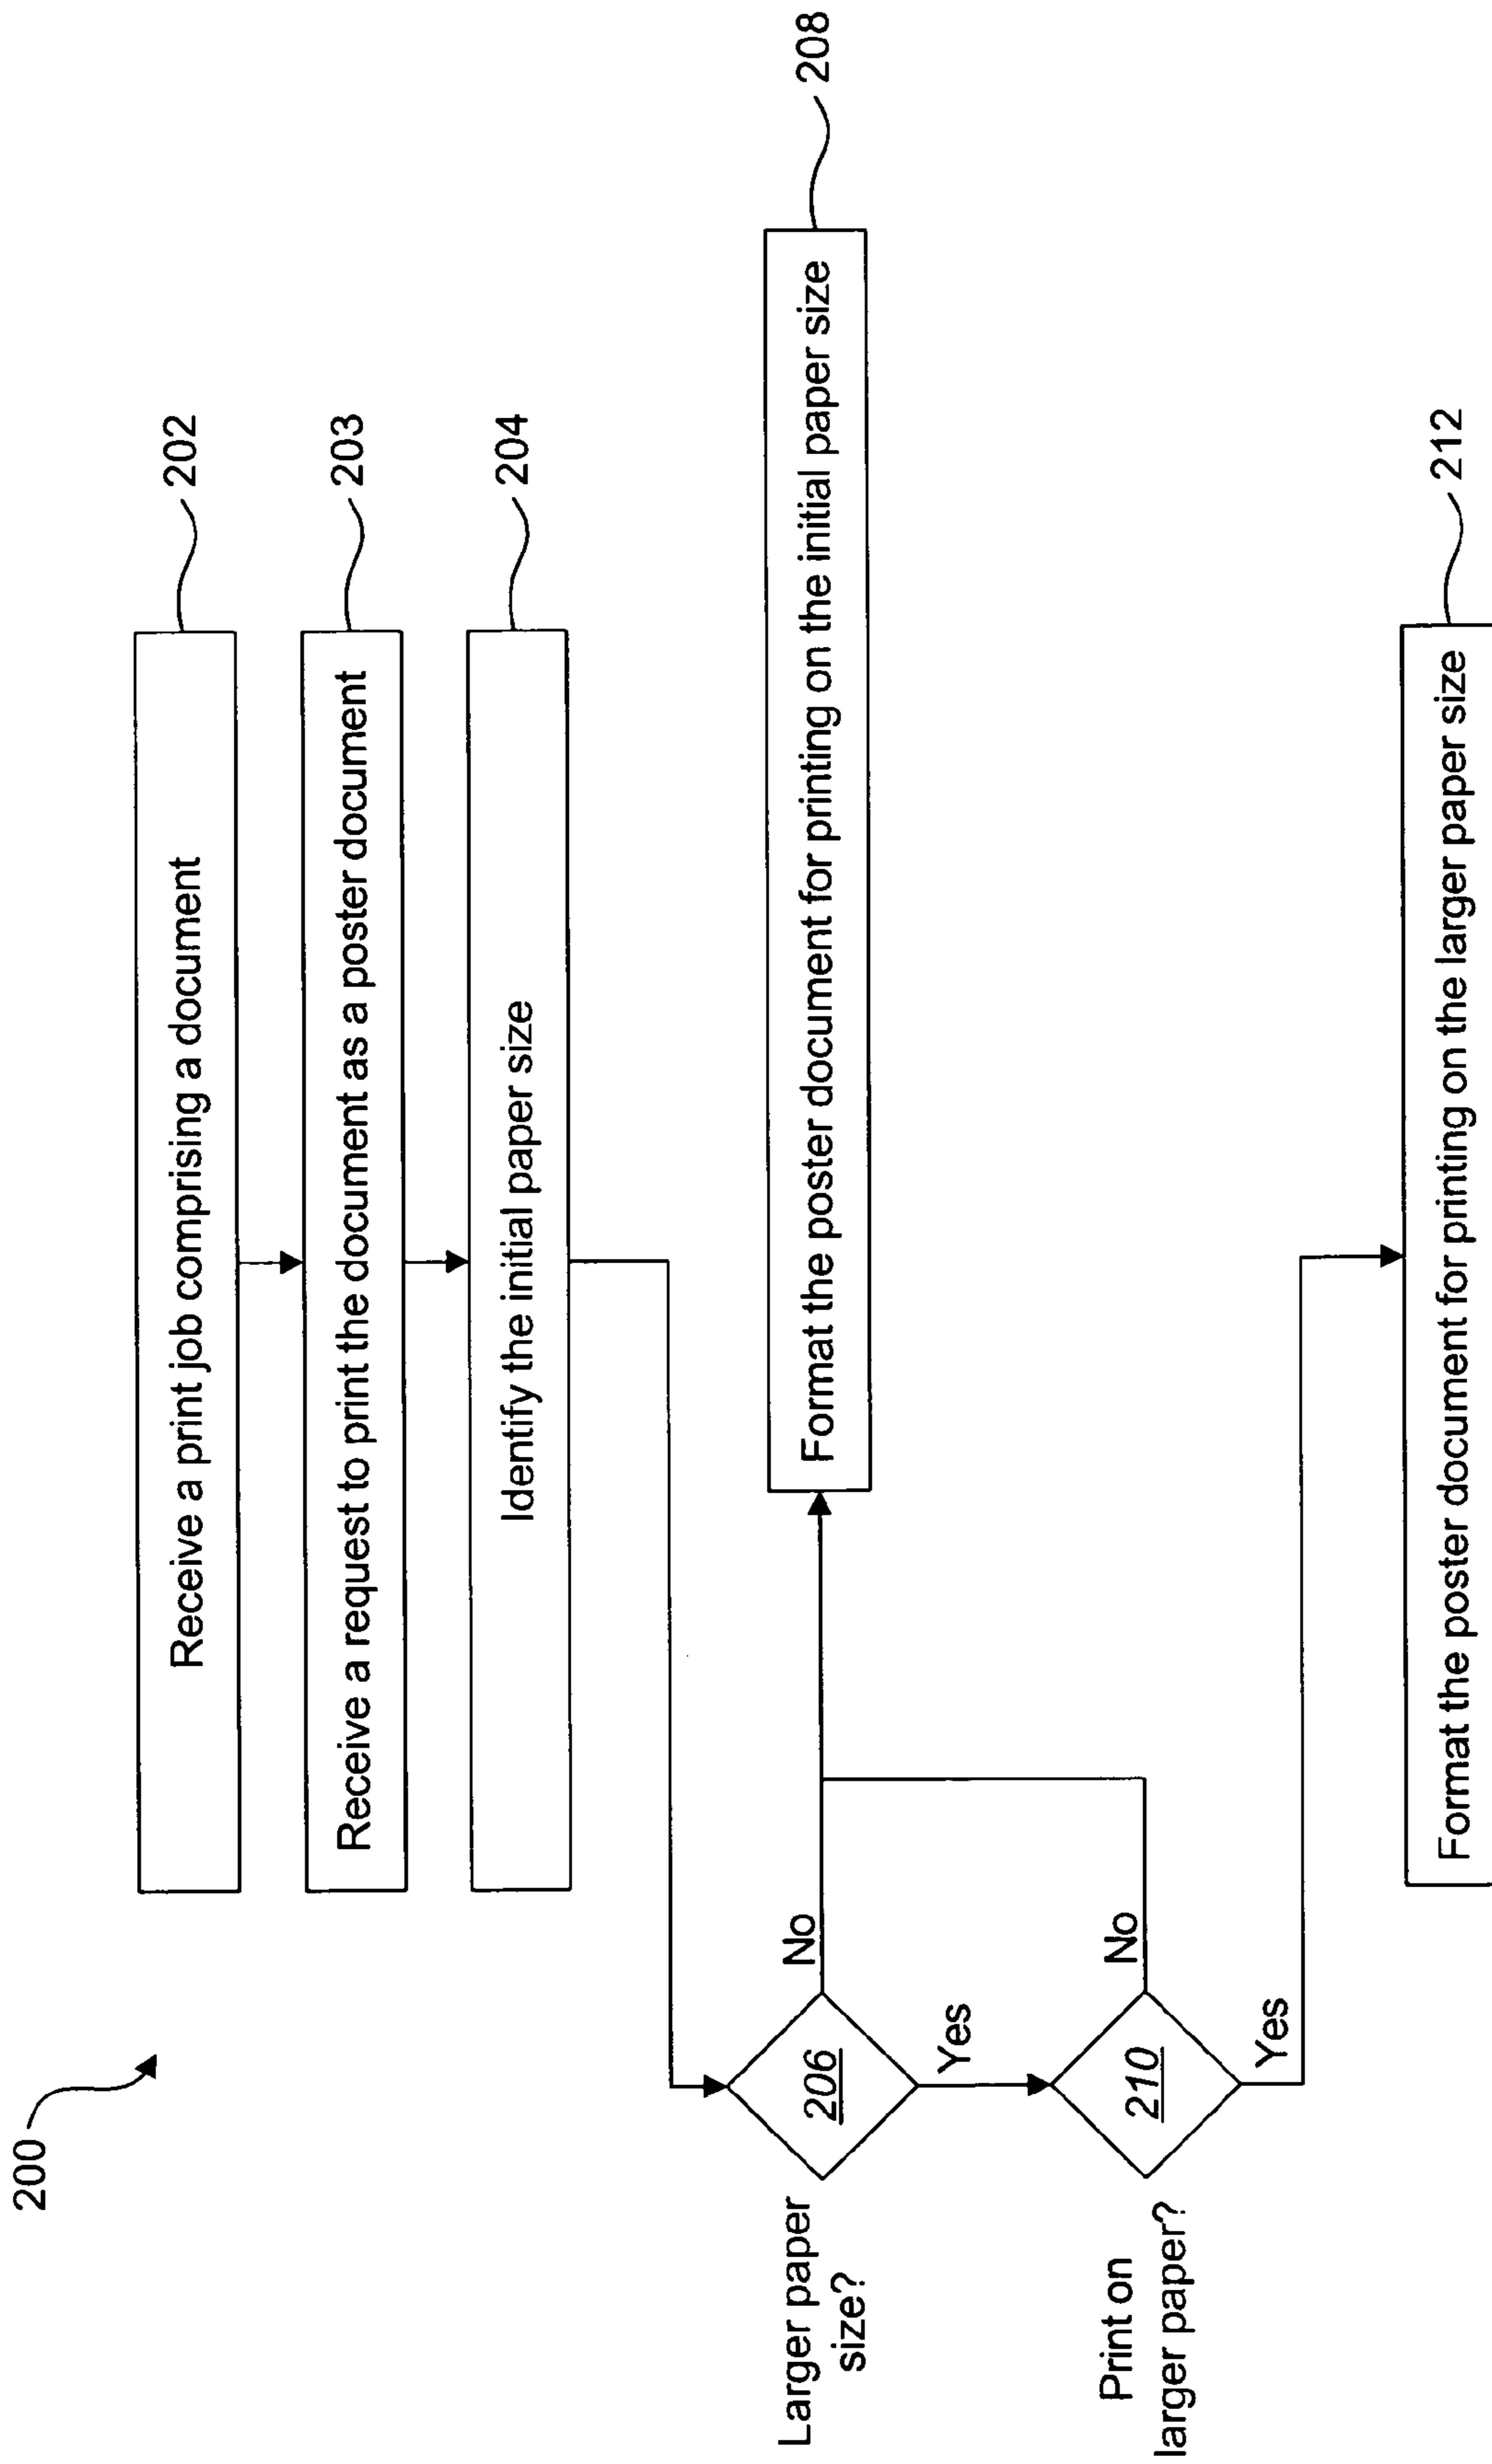 200
Receive a print job comprising a document
202
Receive a request to print the document as a poster document
203
Identify the initial paper size
204
Larger paper
size?
206
No
Yes
Format the poster document for printing on the initial paper size
208
Print on
larger paper?
210
No
Yes
Format the poster document for printing on the larger paper size
212